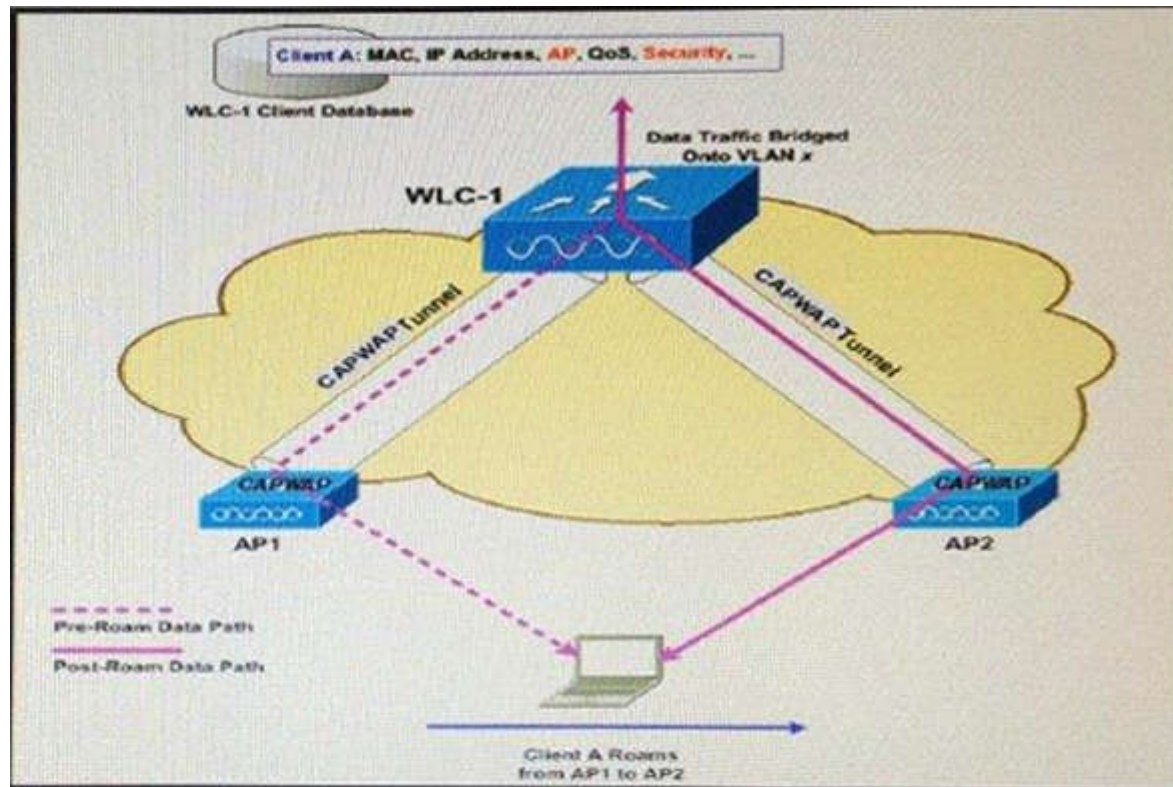 Client A: MAC, IP Address, AP, QoS, Security, ...
WLC-1 Client Database
Data Traffic Bridged
Onto VLAN x
WLC-1
CAPWAP Tunnel
CAPWAP Tunnel
CAPWAP
CAPWAP
AP1
AP2
Pre-Roam Data Path
Post-Roam Data Path
Client A Roams
from AP1 to AP2